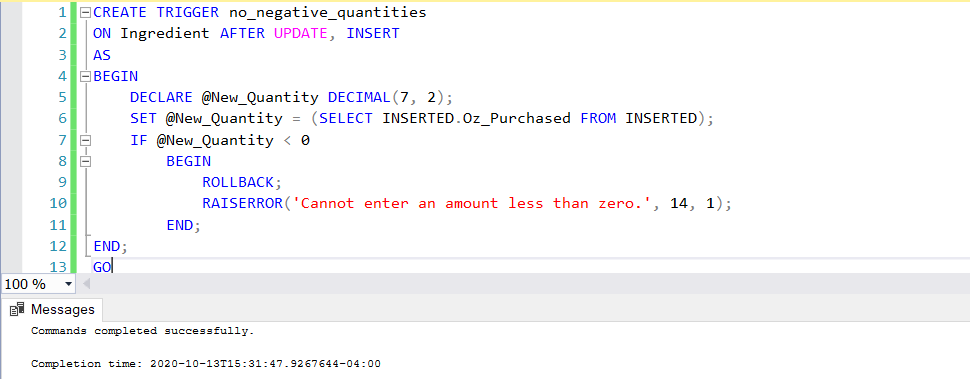 1 CREATE TRIGGER no_negative_quantities
2 ON Ingredient AFTER UPDATE, INSERT
3 AS
4 BEGIN
5 DECLARE @New_Quantity DECIMAL(7, 2);
6 SET @New_Quantity = (SELECT INSERTED.Oz_Purchased FROM INSERTED);
7 IF @New_Quantity < 0
8 BEGIN
9 ROLLBACK;
10 RAISERROR('Cannot enter an amount less than zero.', 14, 1);
11 END;
12 END;
13 GO
100 %
Messages
Commands completed successfully.
Completion time: 2020-10-13T15:31:47.9267644-04:00